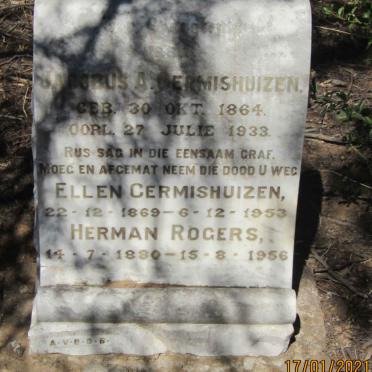 JACOBUS A. GERMISHUIZEN.
GEB. 30 OKT. 1864.
OORL. 27 JULIE 1933.
RUS SAG IN DIE EENSAAM GRAF.
MOEG EN AFGEMAT NEEM DIE DOOD U WEG
ELLEN GERMISHUIZEN,
22-12-1869-6-12-1953
HERMAN ROGERS,
14-7-1880-15-8-1956
17/01/2021